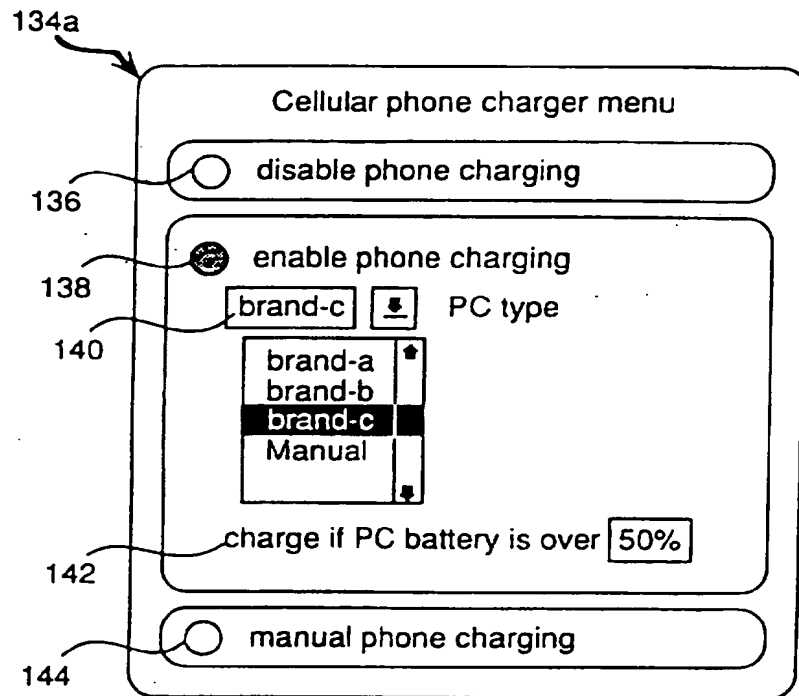 134a
Cellular phone charger menu
136
disable phone charging
138
enable phone charging
140
brand-c
PC type
brand-a
brand-b
brand-c
Manual
142
charge if PC battery is over 50%
144
manual phone charging